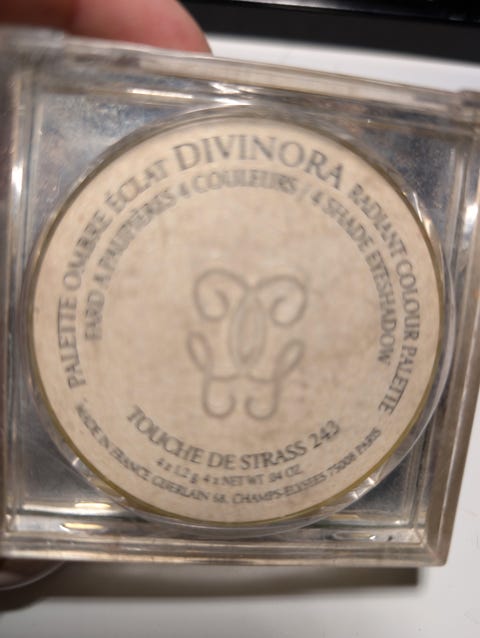 PALETTE OMBRE ÉCLAT DIVINORA RADIANT COLOUR PALETTE
FARD A PAUPIÈRES 4 COULEURS / 4 SHADE EYESHADOW
TOUCHE DE STRASS 243
4 x 1,2 g 4 x NET WT .04 OZ.
MADE IN FRANCE GUERLAIN 68, CHAMPS-ELYSEES 75008 PARIS